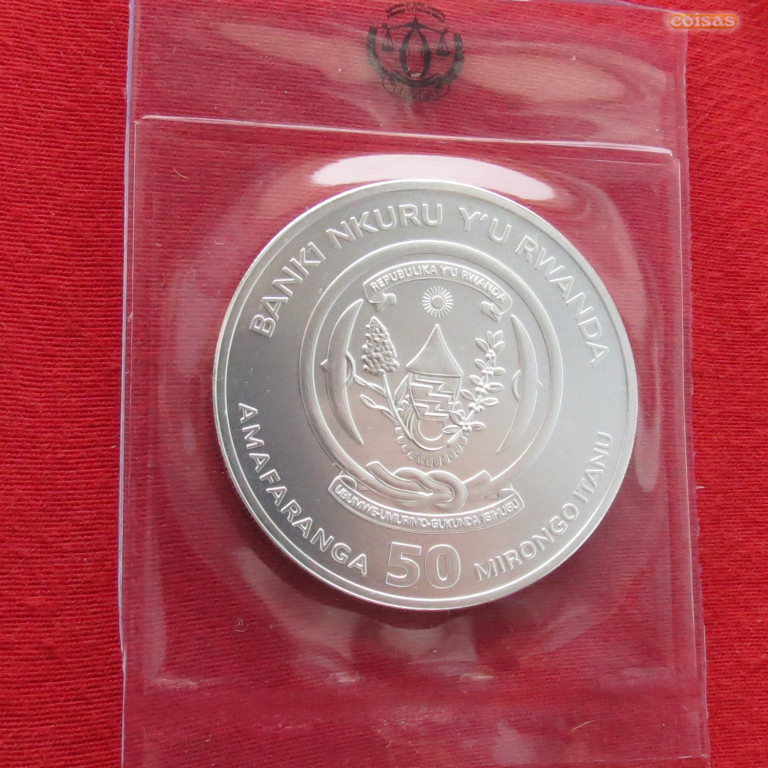 coisas
BANKI NKURU Y'U RWANDA
REPUBULIKA Y'U RWANDA
UBUMWE-UMURIMO-GUKUNDA IGIHUGU
AMAFARANGA 50 MIRONGO ITANU